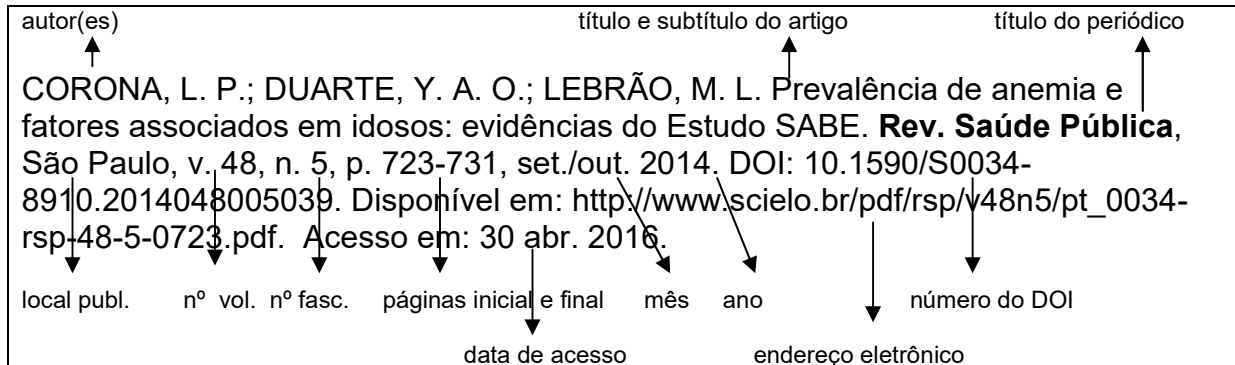 autor(es) título e subtítulo do artigo título do periódico
CORONA, L. P.; DUARTE, Y. A. O.; LEBRÃO, M. L. Prevalência de anemia e
fatores associados em idosos: evidências do Estudo SABE. Rev. Saúde Pública,
São Paulo, v. 48, n. 5, p. 723-731, set./out. 2014. DOI: 10.1590/S0034-
8910.2014048005039. Disponível em: http://www.scielo.br/pdf/rsp/v48n5/pt_0034-
rsp-48-5-0723.pdf. Acesso em: 30 abr. 2016.
local publ. nº vol. nº fasc. páginas inicial e final mês ano número do DOI
data de acesso endereço eletrônico